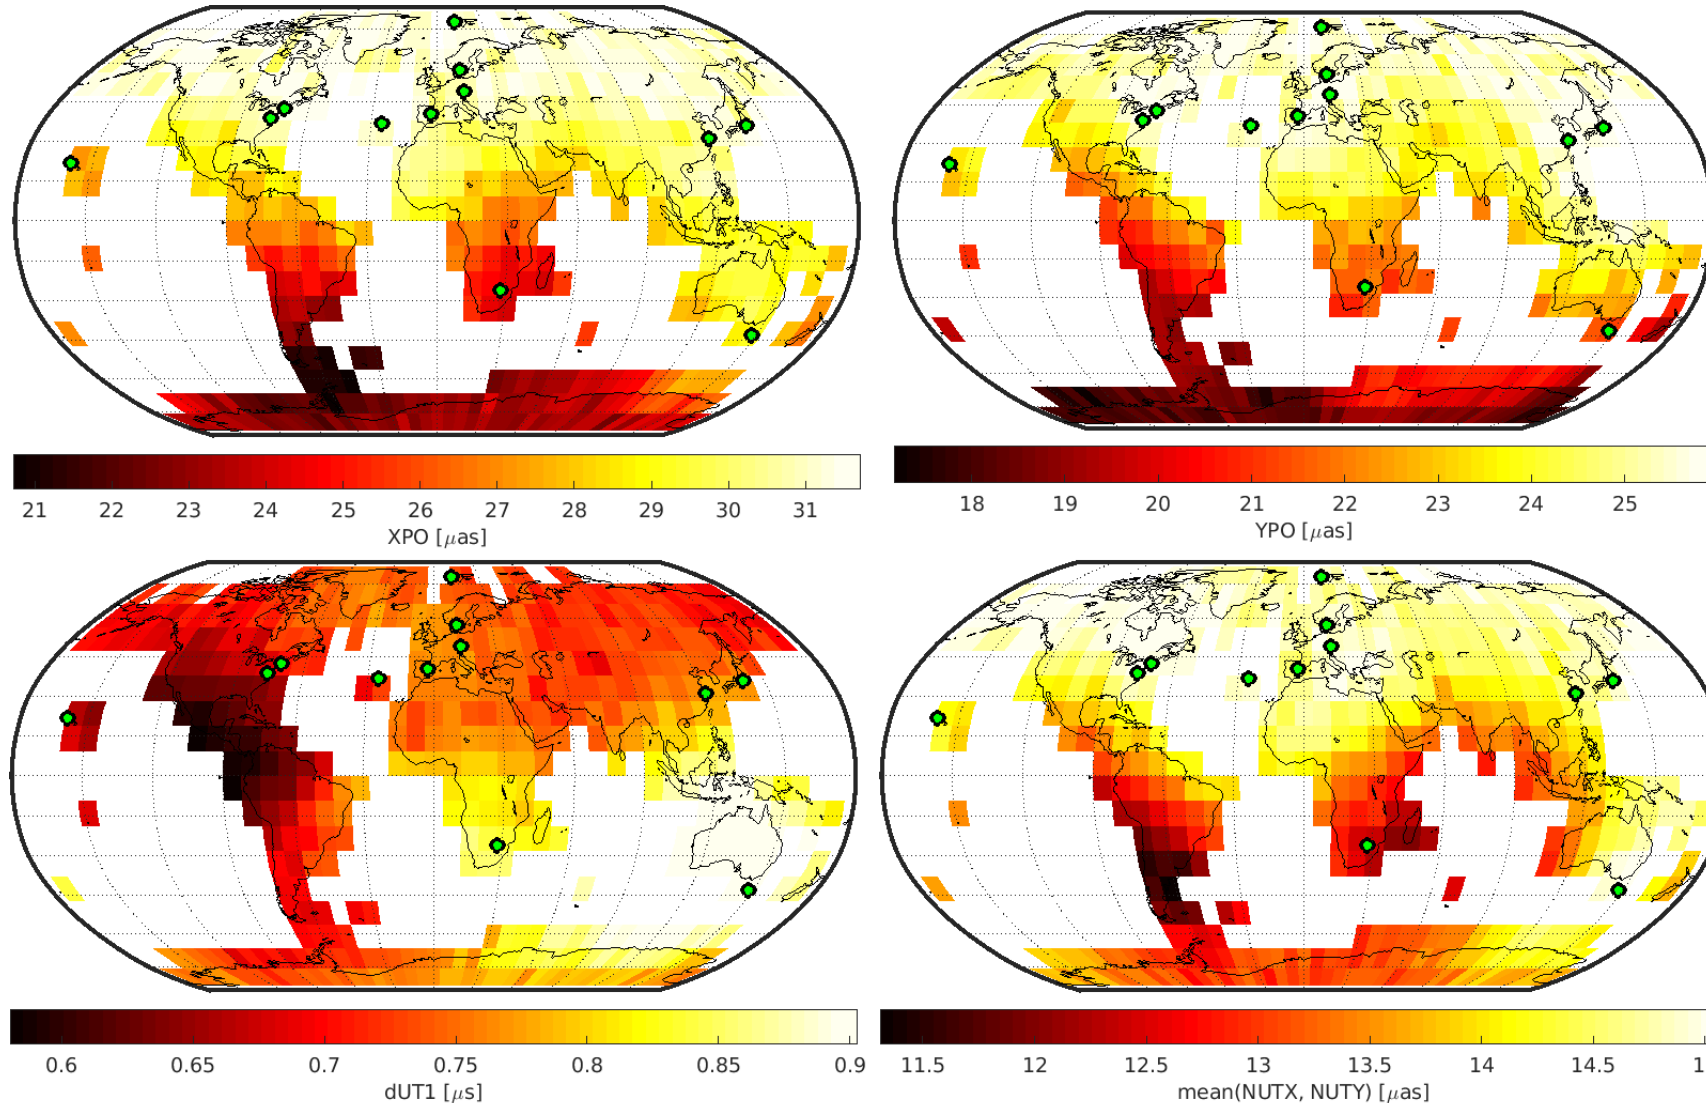 21 22 23 24 25 26 27 28 29 30 31
XPO [μas]
18 19 20 21 22 23 24 25
YPO [μas]
0.6 0.65 0.7 0.75 0.8 0.85 0.9
dUT1 [μs]
11.5 12 12.5 13 13.5 14 14.5 1
mean(NUTX, NUTY) [μas]